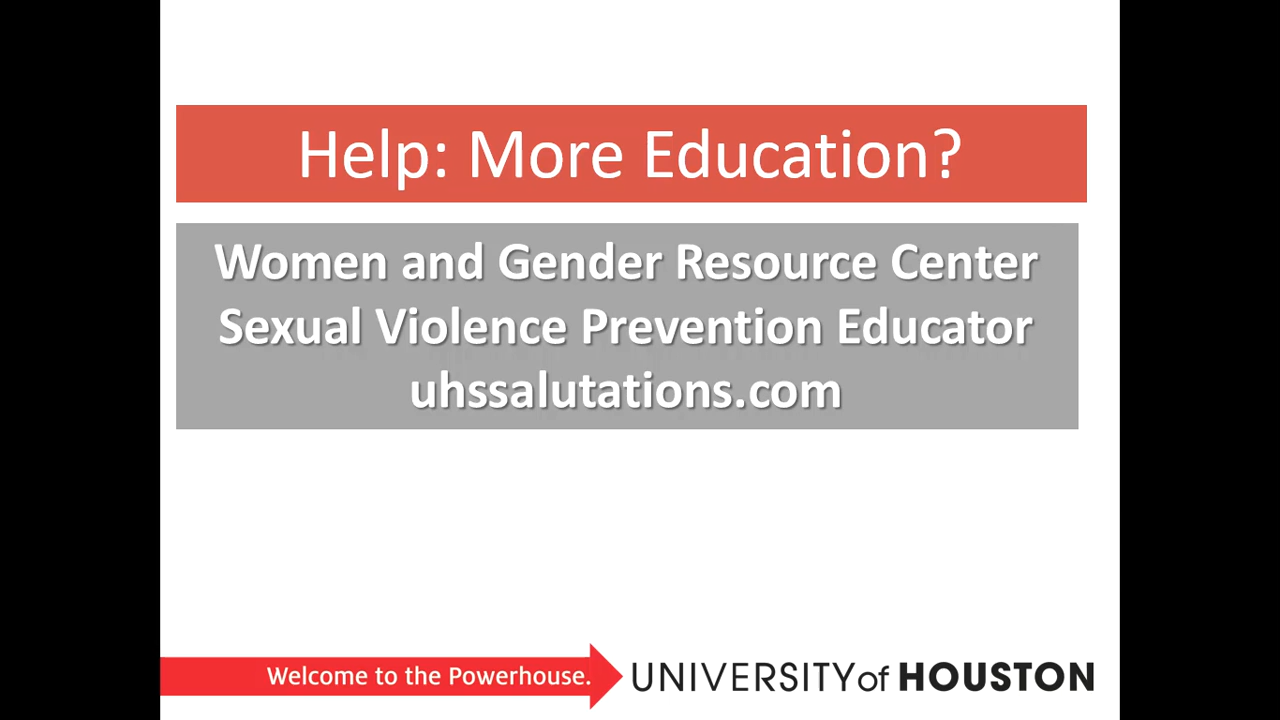 Help: More Education?
Women and Gender Resource Center
Sexual Violence Prevention Educator
uhssalutations.com
Welcome to the Powerhouse.
UNIVERSITY of HOUSTON